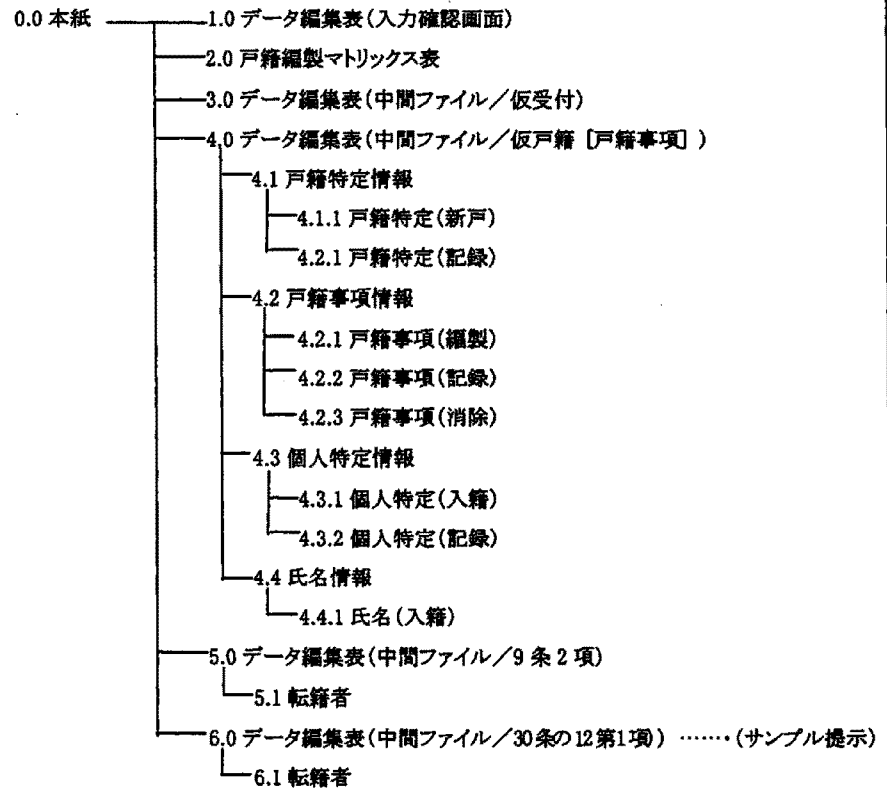 0.0 本紙 1.0 データ編集表(入力確認画面)
2.0 戸籍編製マトリックス表
3.0 データ編集表(中間ファイル／仮受付)
4.0 データ編集表(中間ファイル／仮戸籍［戸籍事項］)
4.1 戸籍特定情報
4.1.1 戸籍特定(新戸)
4.2.1 戸籍特定(記録)
4.2 戸籍事項情報
4.2.1 戸籍事項(編製)
4.2.2 戸籍事項(記録)
4.2.3 戸籍事項(消除)
4.3 個人特定情報
4.3.1 個人特定(入籍)
4.3.2 個人特定(記録)
4.4 氏名情報
4.4.1 氏名(入籍)
5.0 データ編集表(中間ファイル／9条2項)
5.1 転籍者
6.0 データ編集表(中間ファイル／30条の12第1項)) ……・(サンプル提示)
6.1 転籍者